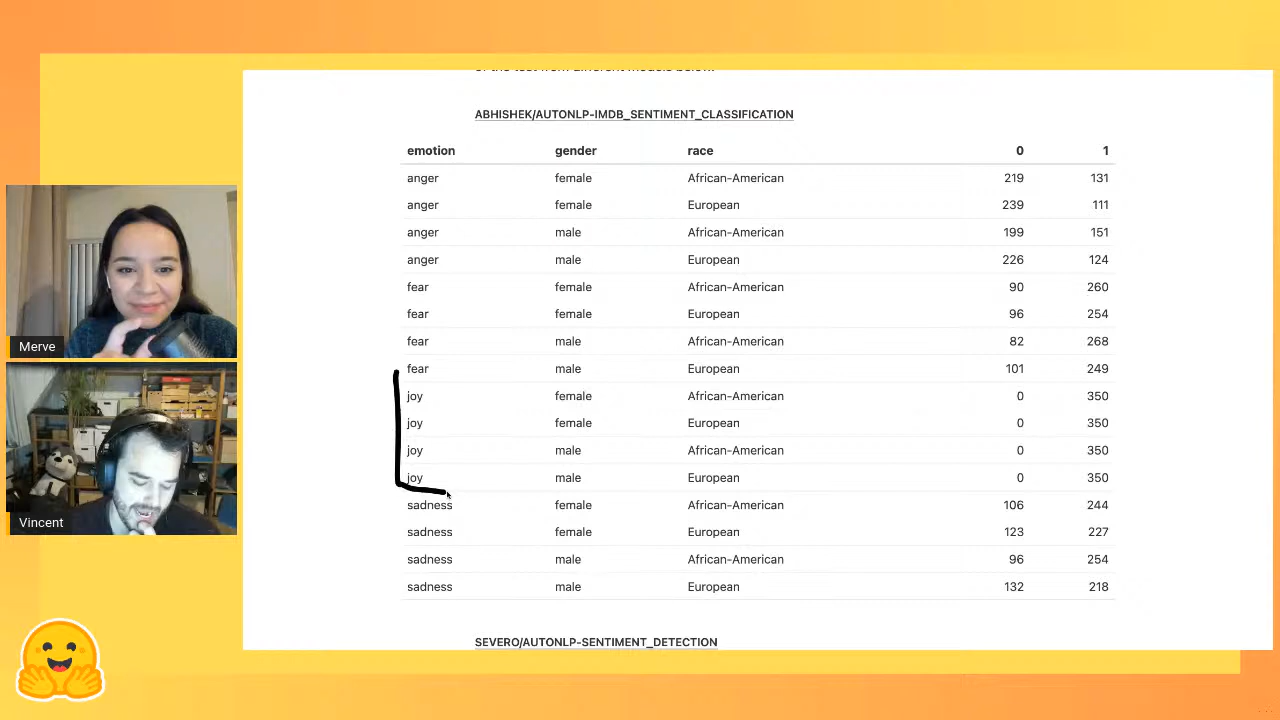 ABHISHEK/AUTONLP-IMDB_SENTIMENT_CLASSIFICATION
emotion gender race 0 1
anger female African-American 219 131
anger female European 239 111
anger male African-American 199 151
anger male European 226 124
fear female African-American 90 260
fear female European 96 254
fear male African-American 82 268
fear male European 101 249
joy female African-American 0 350
joy female European 0 350
joy male African-American 0 350
joy male European 0 350
sadness female African-American 106 244
sadness female European 123 227
sadness male African-American 96 254
sadness male European 132 218
SEVERO/AUTONLP-SENTIMENT_DETECTION
Merve
Vincent